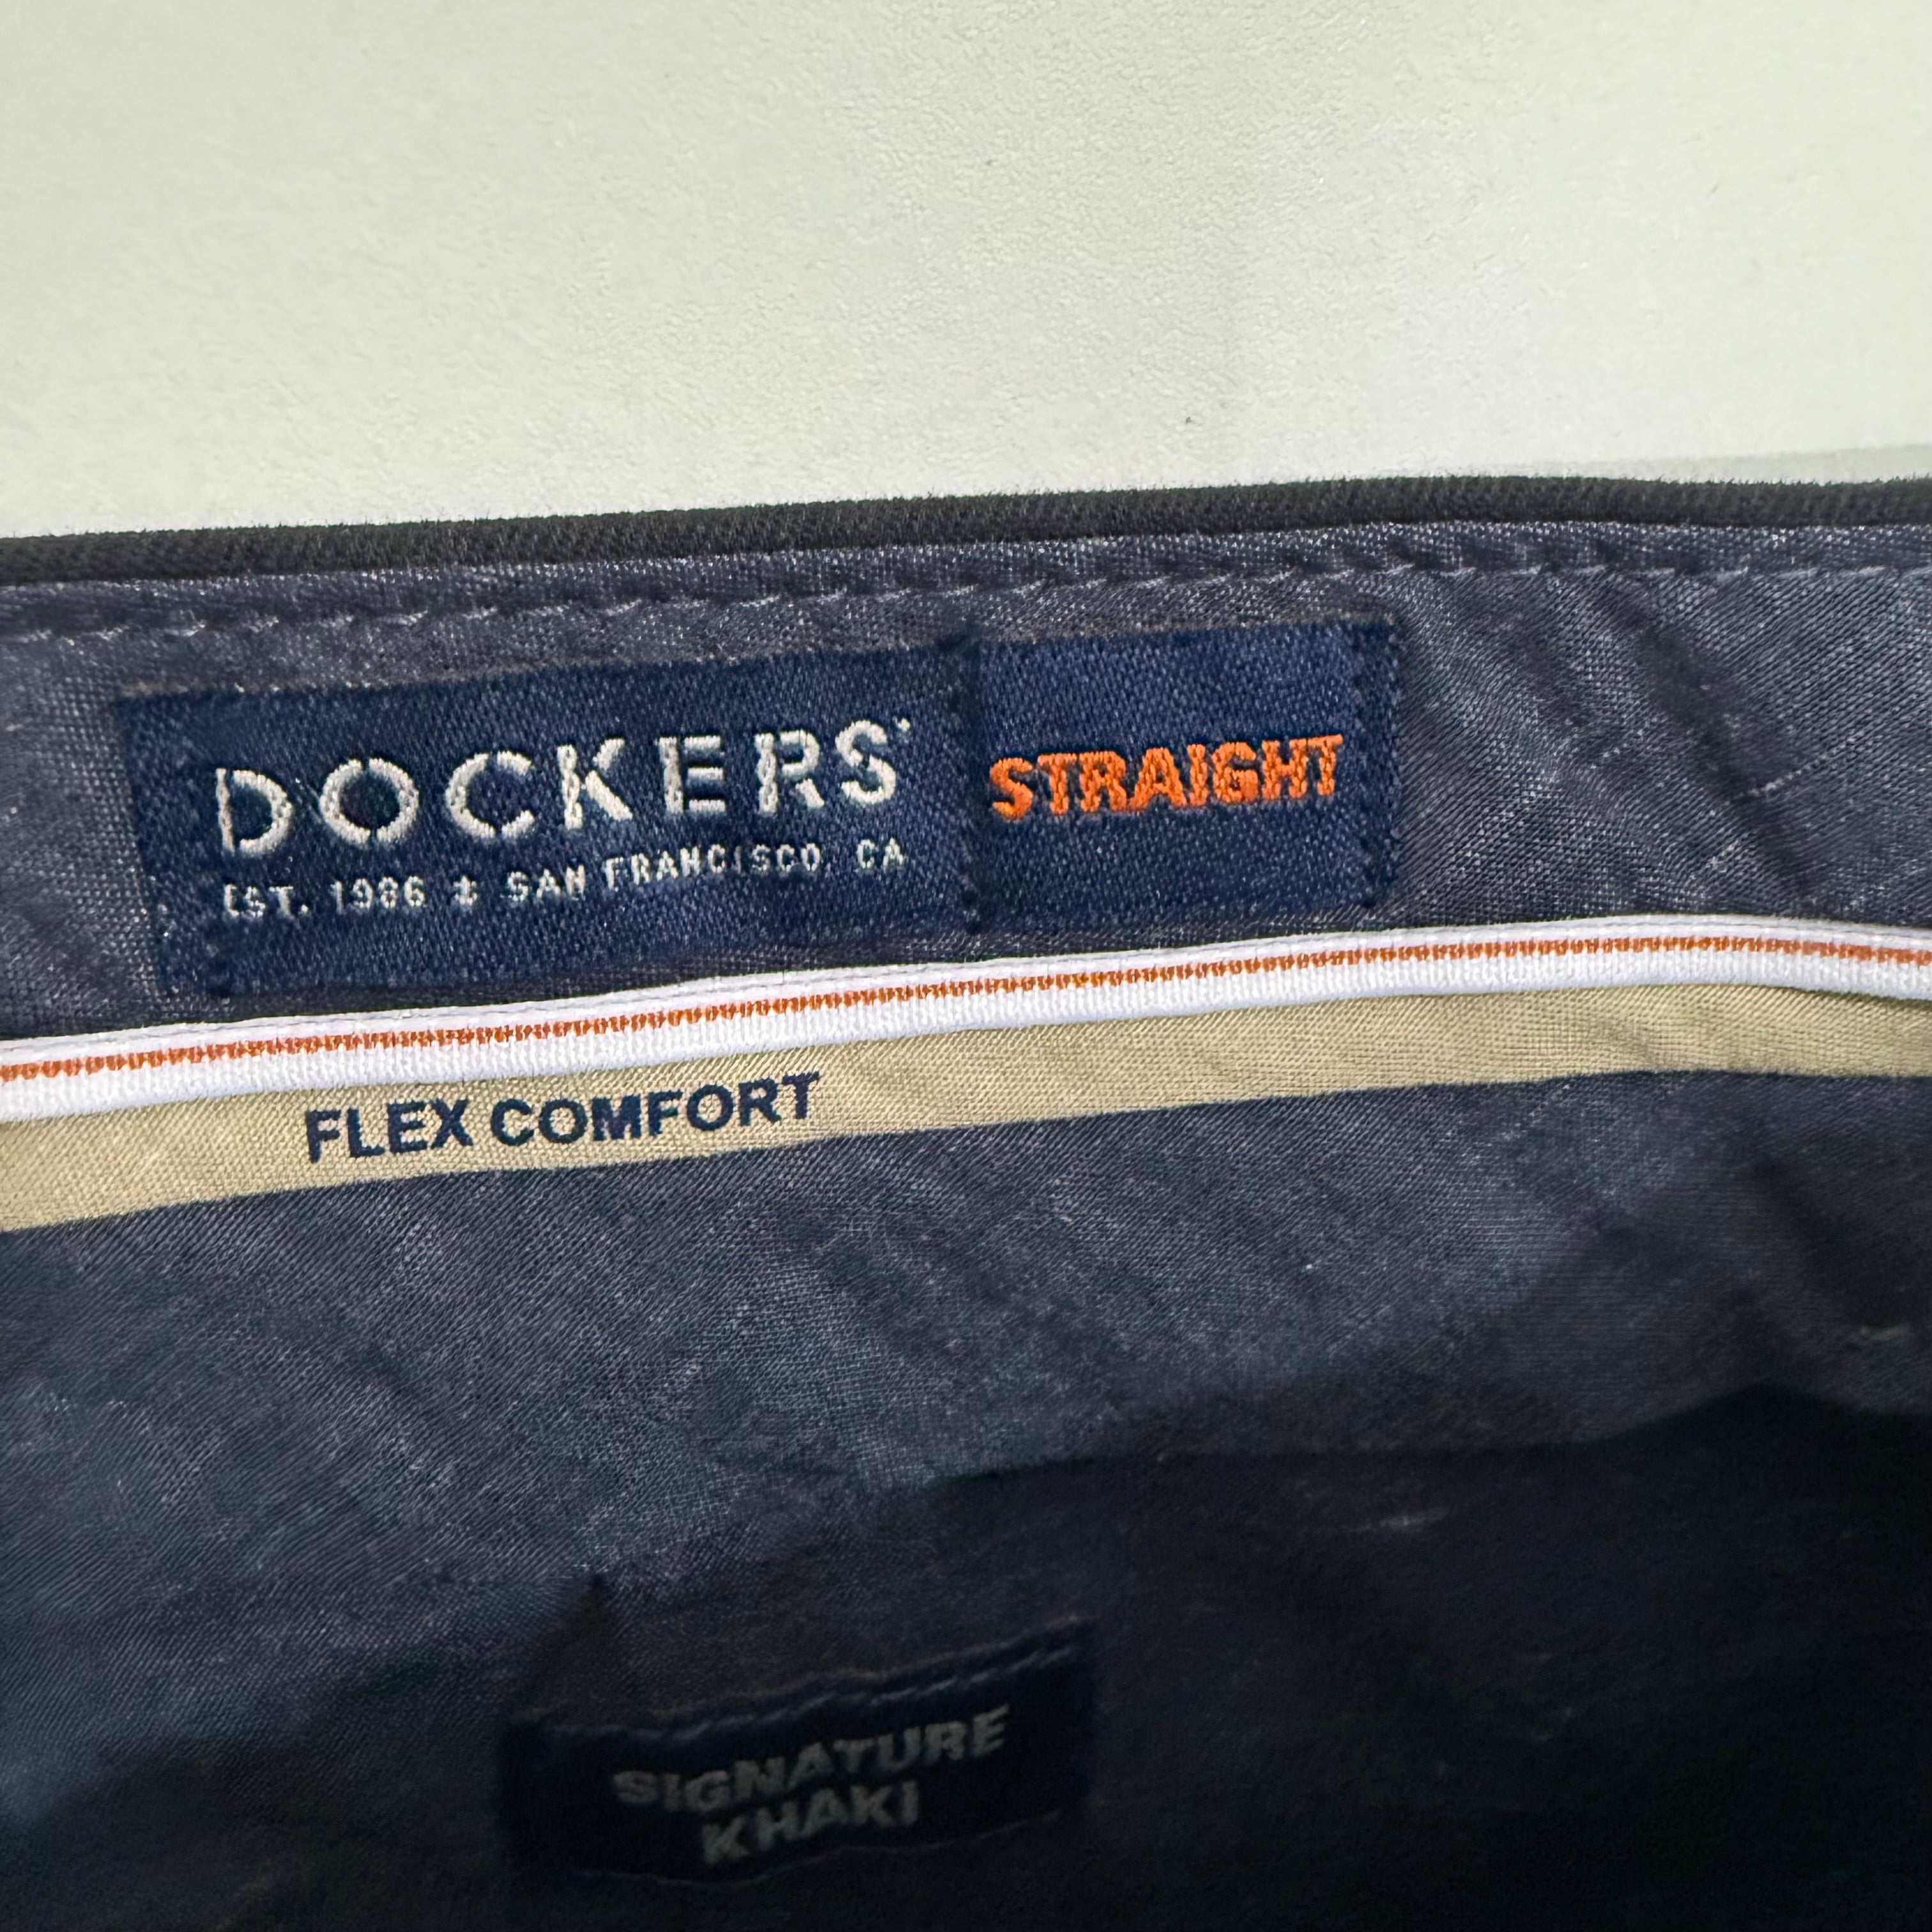 DOCKERS
STRAIGHT
EST. 1986 ⚓ SAN FRANCISCO, CA
FLEX COMFORT
SIGNATURE
KHAKI